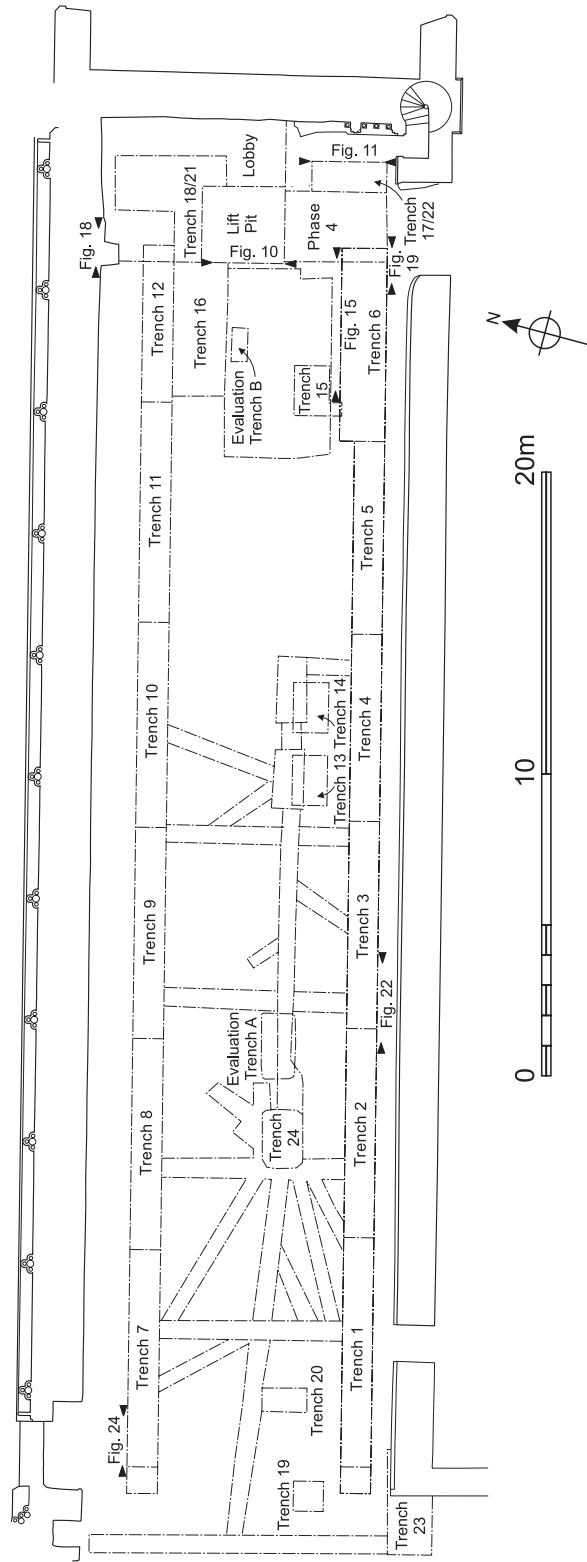 Fig. 18
Trench 12
Trench 18/21
Lobby
Lift
Pit
Fig. 10
Phase
4
Fig. 11
Trench
17/22
Fig.
19
Trench 16
Evaluation
Trench B
Trench
15
Fig. 15
Trench 6
Trench 11
Trench 5
Trench 10
Trench 14
Trench 13
Trench 4
Trench 9
Trench 3
Fig. 22
Evaluation
Trench A
Trench 8
Trench
24
Trench 2
Trench 7
Fig. 24
Trench 1
Trench 20
Trench 19
Trench
23
N
0
10
20m